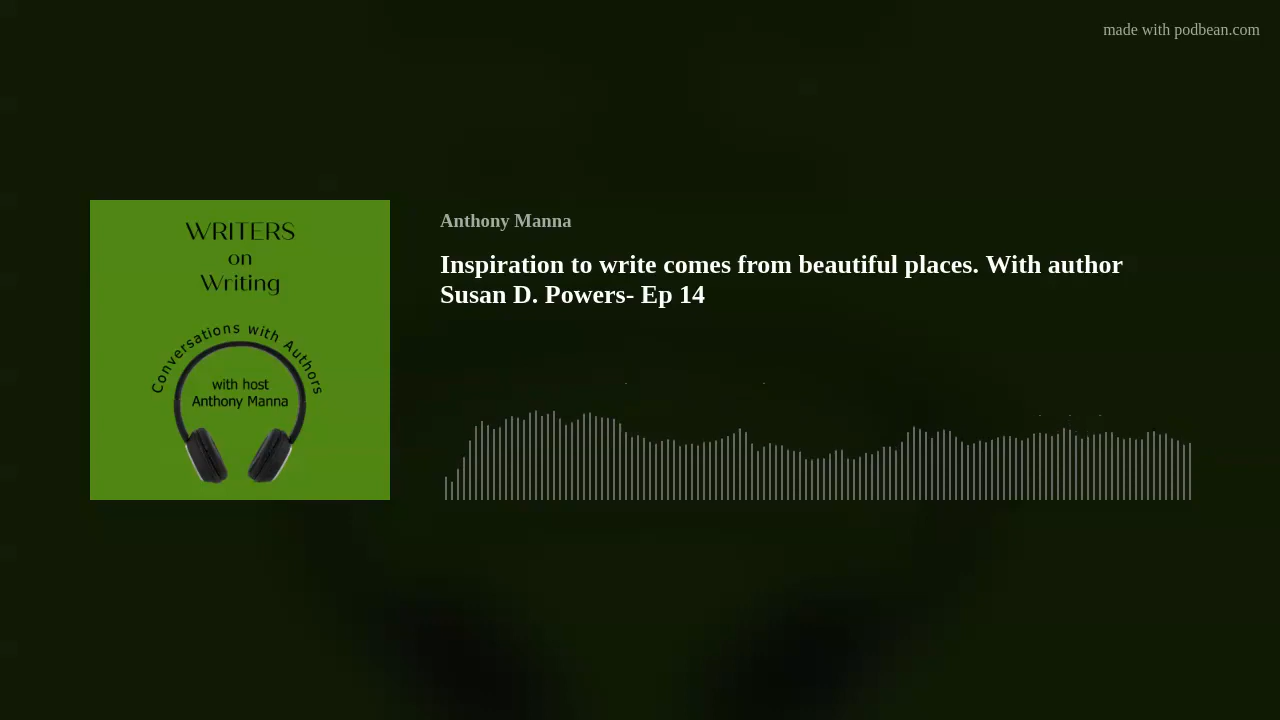 made with podbean.com
WRITERS
on
Writing
Conversations with Authors
with host
Anthony Manna
Anthony Manna
Inspiration to write comes from beautiful places. With author
Susan D. Powers- Ep 14